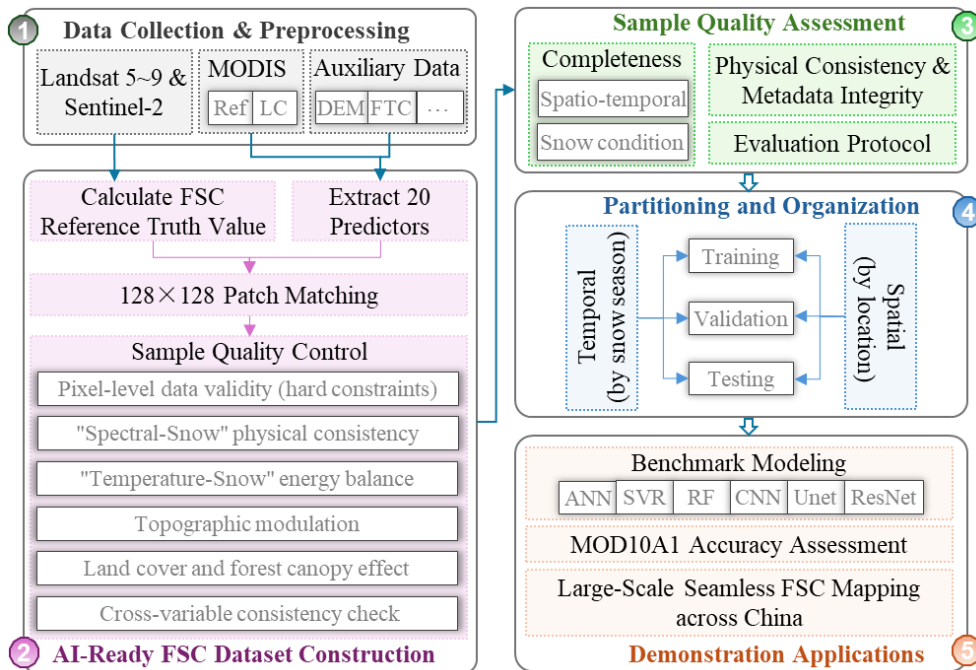 1
Data Collection & Preprocessing
Landsat 5~9 &
Sentinel-2
MODIS
Ref LC
Auxiliary Data
DEM FTC ...
Calculate FSC
Reference Truth Value
Extract 20
Predictors
128×128 Patch Matching
Sample Quality Control
Pixel-level data validity (hard constraints)
"Spectral-Snow" physical consistency
"Temperature-Snow" energy balance
Topographic modulation
Land cover and forest canopy effect
Cross-variable consistency check
2
AI-Ready FSC Dataset Construction
Sample Quality Assessment
3
Completeness
Spatio-temporal
Snow condition
Physical Consistency &
Metadata Integrity
Evaluation Protocol
Partitioning and Organization
4
Temporal
(by snow season)
Training
Validation
Testing
Spatial
(by location)
Benchmark Modeling
ANN SVR RF CNN Unet ResNet
MOD10A1 Accuracy Assessment
Large-Scale Seamless FSC Mapping
across China
Demonstration Applications
5